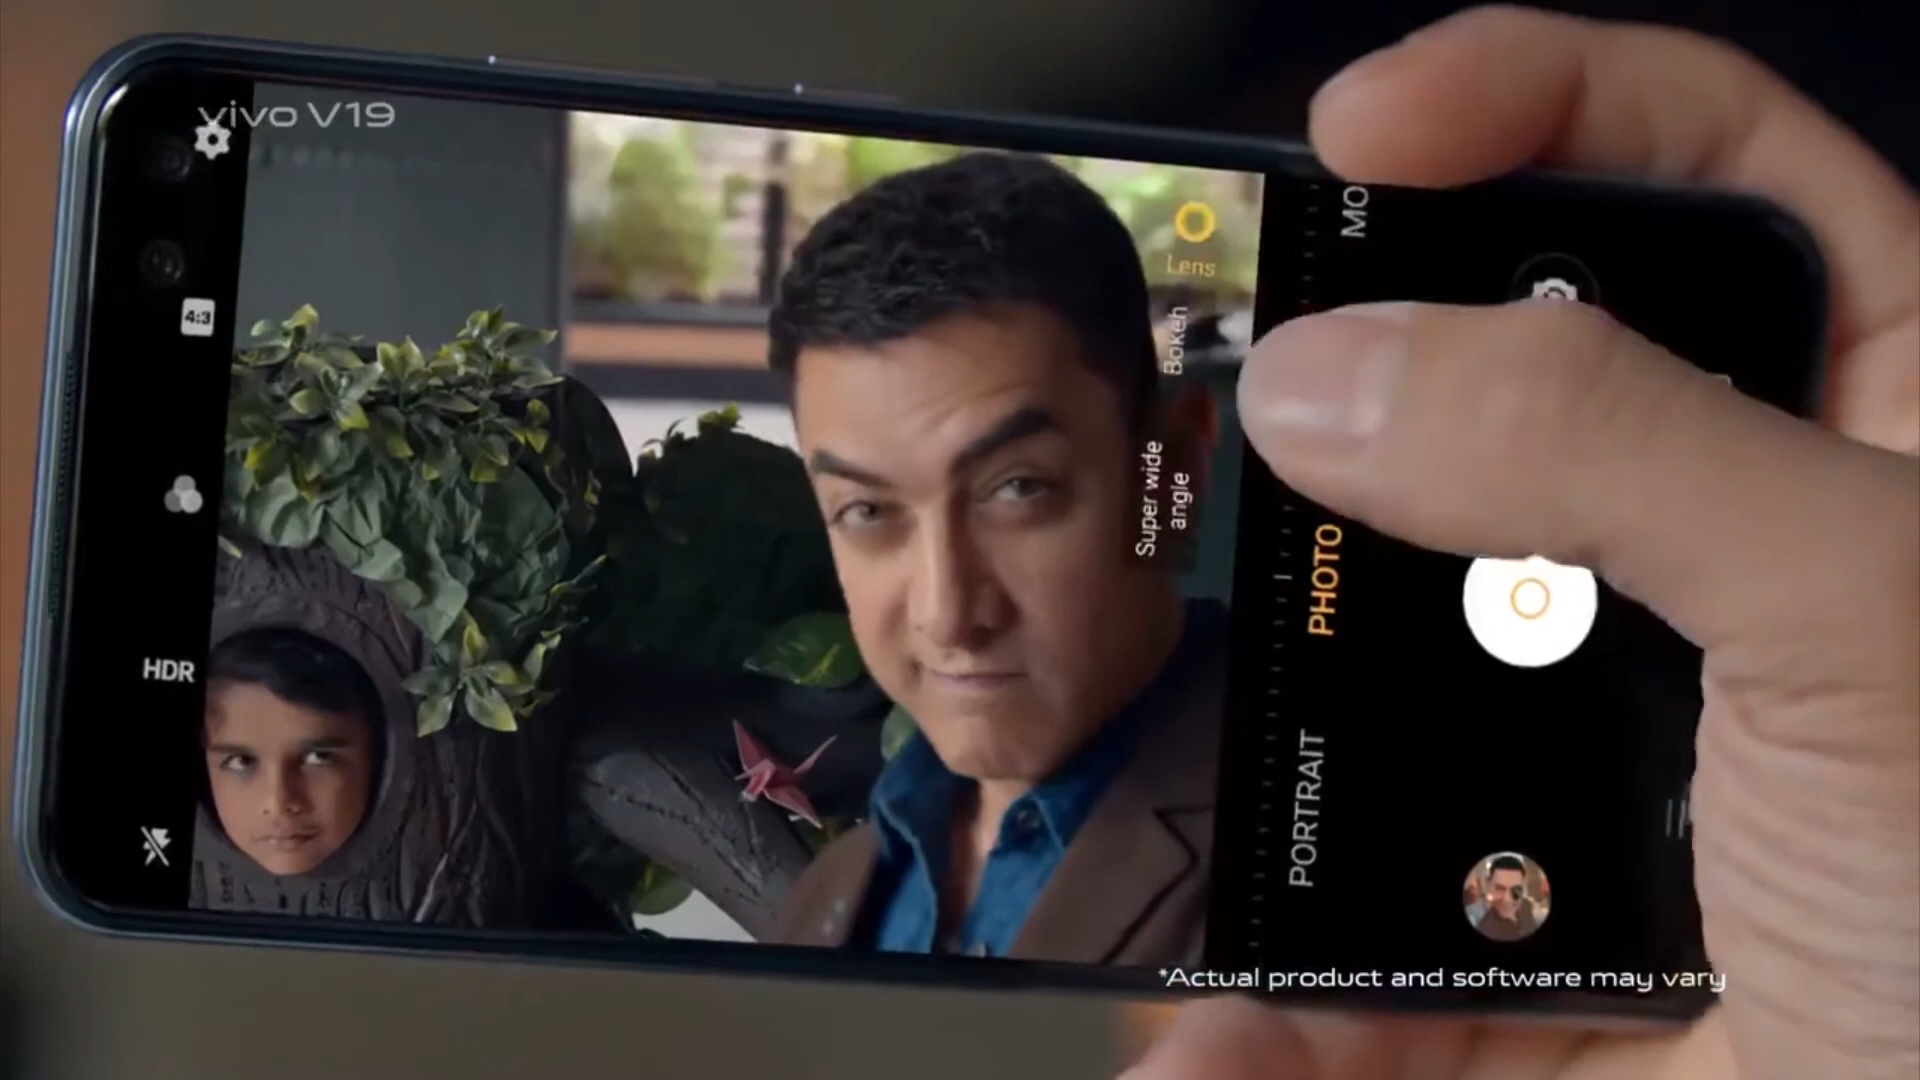 vivo V19
4:3
HDR
Lens
Bokeh
Super wide
angle
MO
PHOTO
PORTRAIT
*Actual product and software may vary